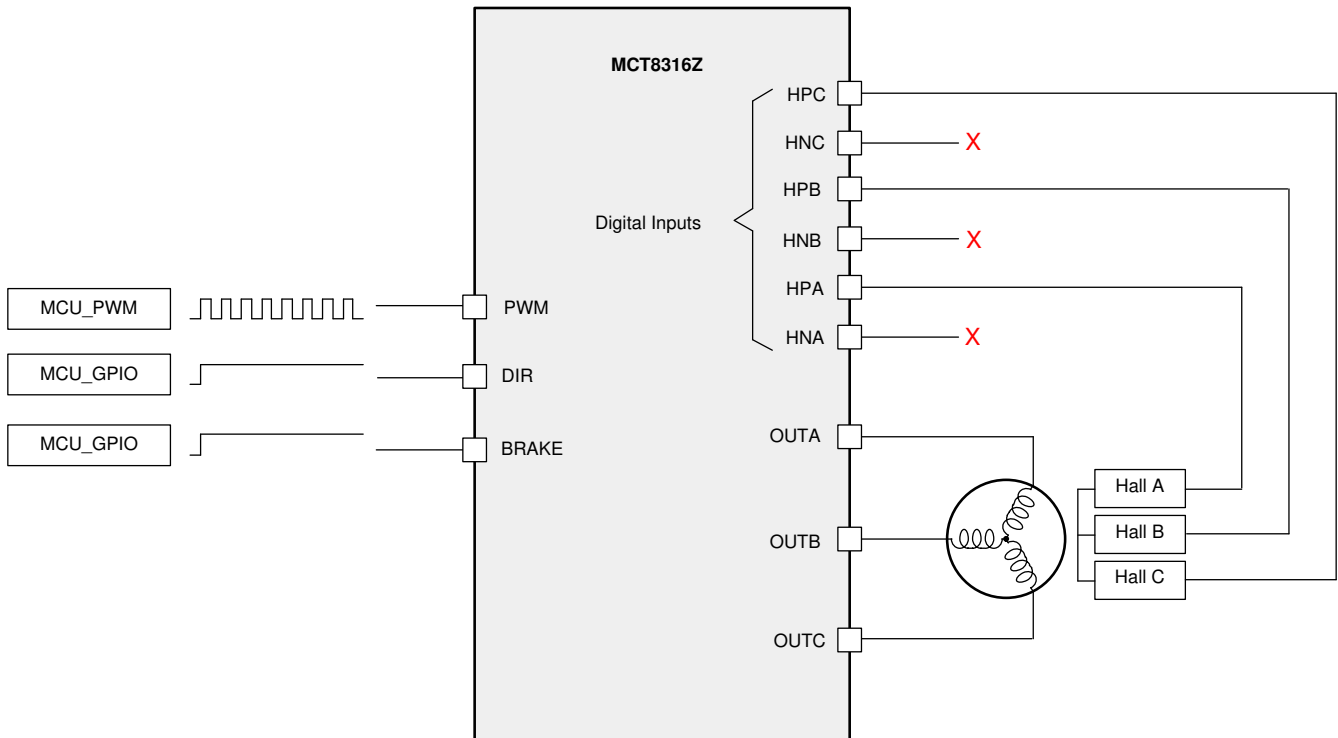 MCT8316Z
HPC
HNC
X
HPB
Digital Inputs
HNB
X
HPA
MCU_PWM
PWM
HNA
X
MCU_GPIO
DIR
OUTA
MCU_GPIO
BRAKE
Hall A
Hall B
OUTB
Hall C
OUTC